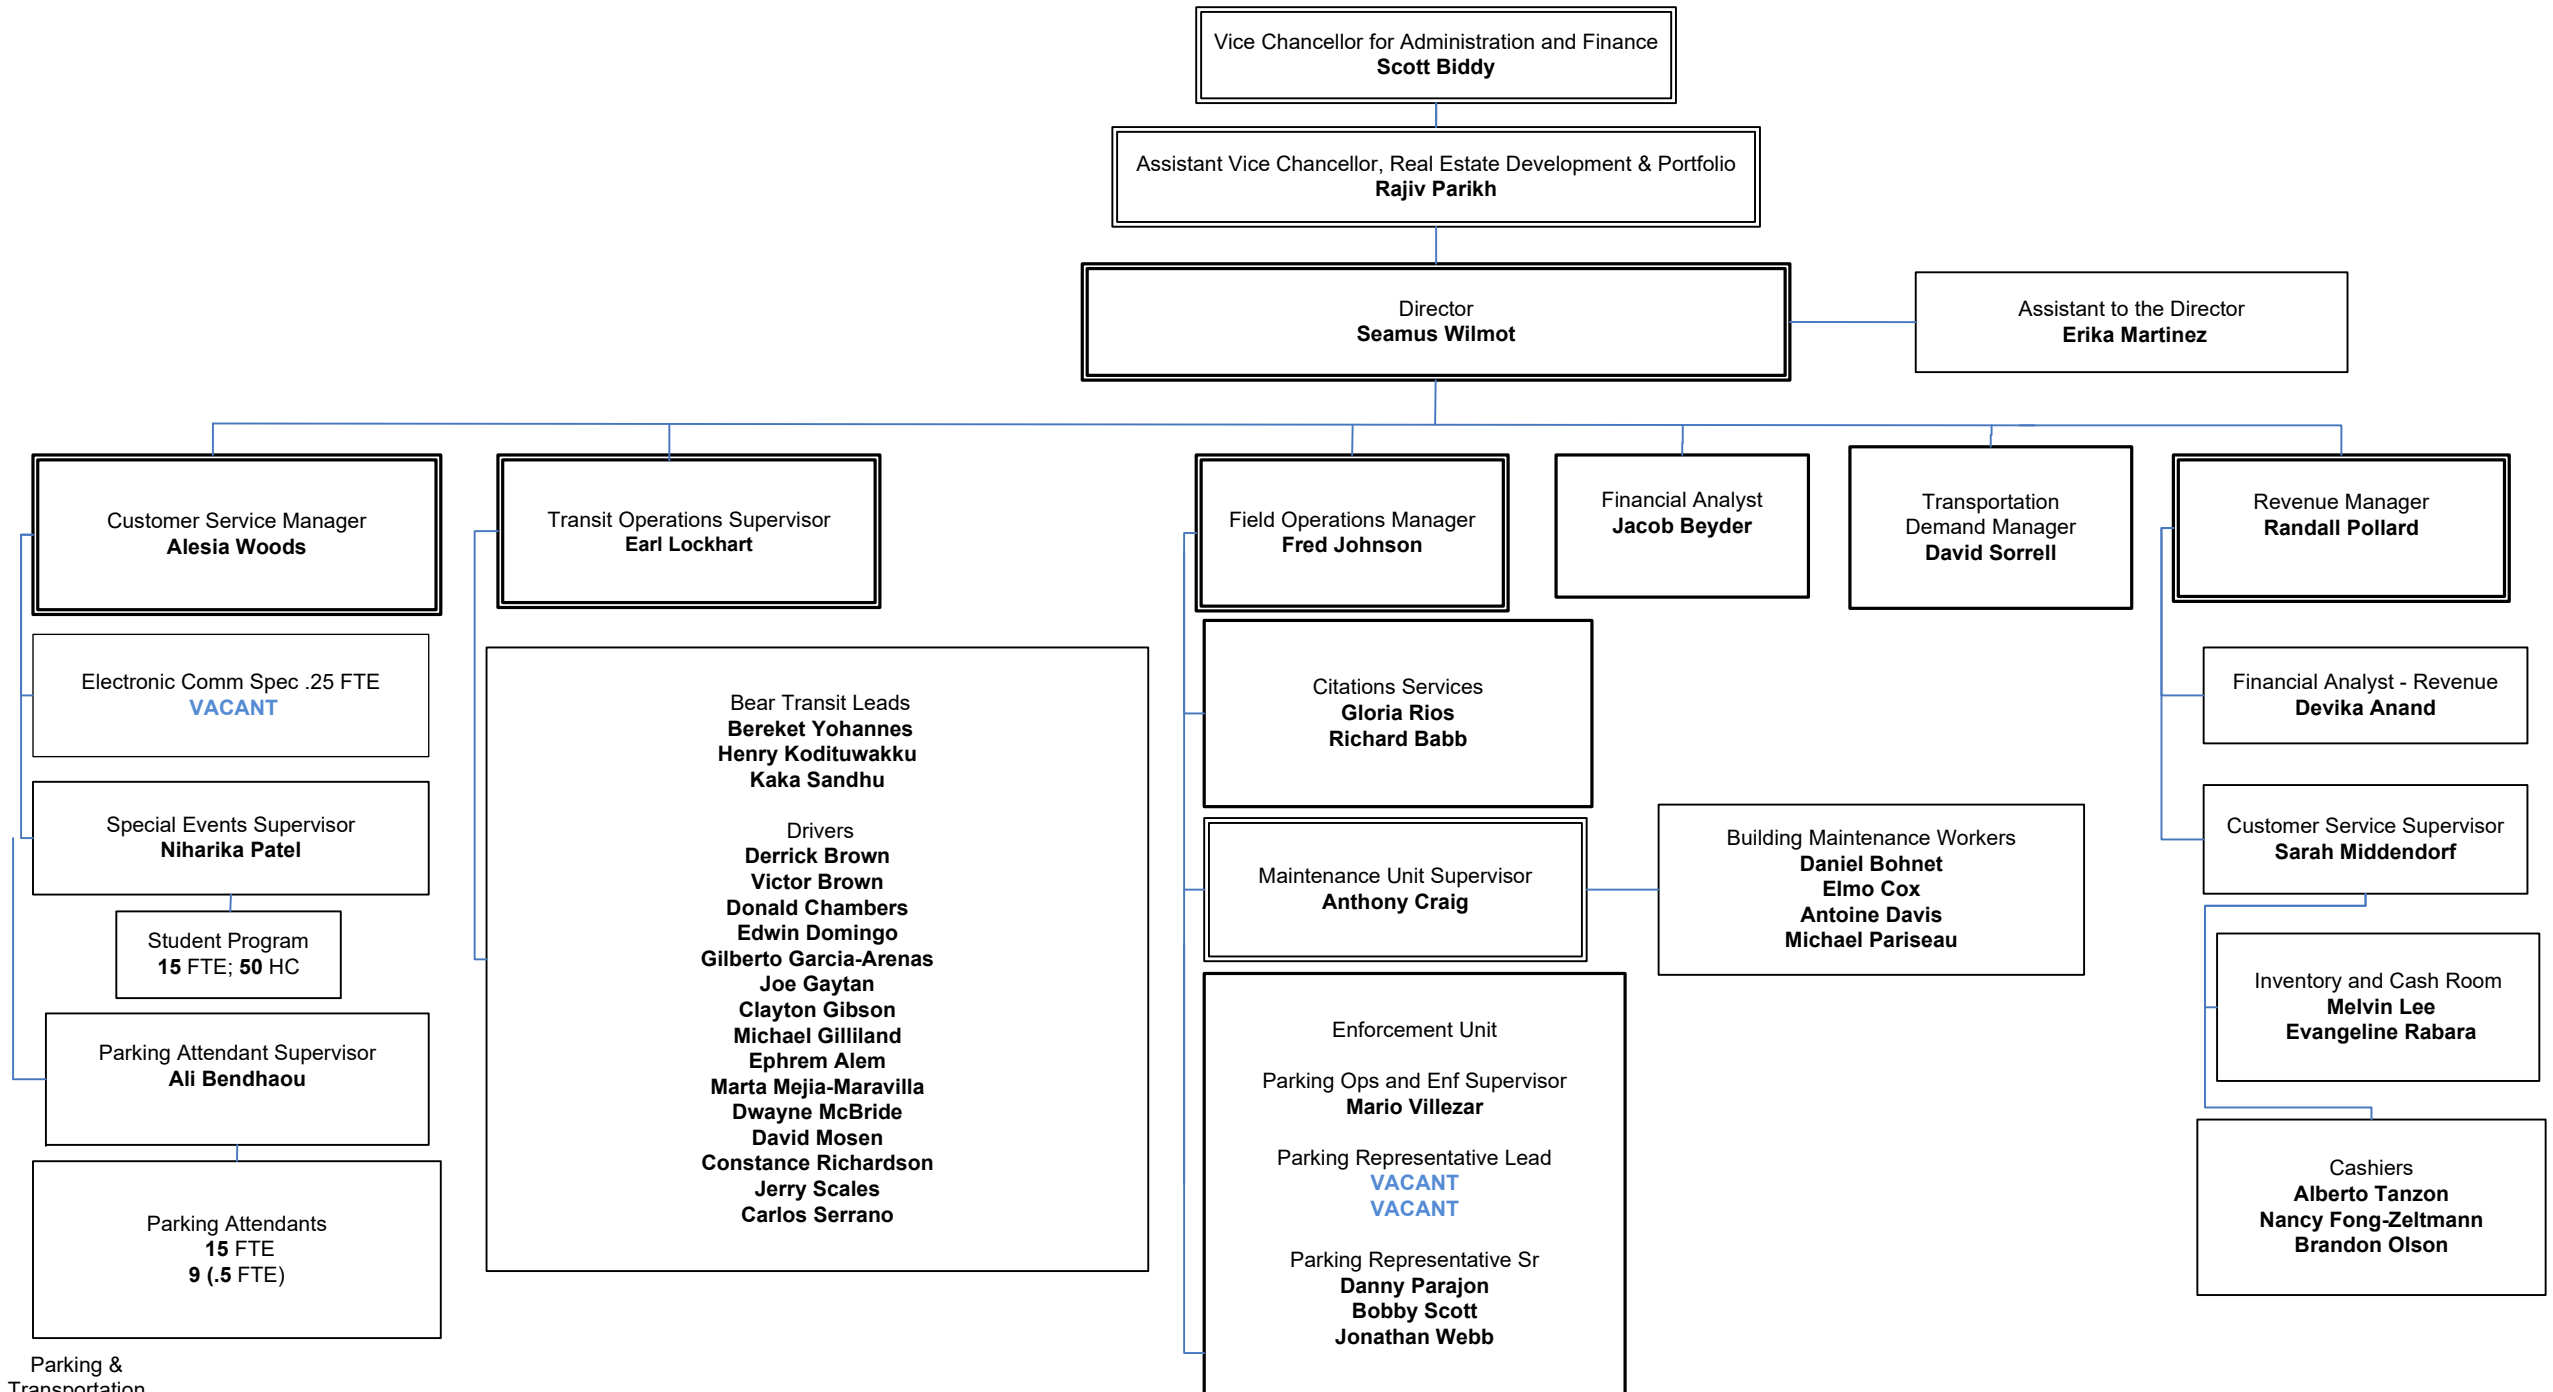 Vice Chancellor for Administration and Finance
Scott Biddy
Assistant Vice Chancellor, Real Estate Development & Portfolio
Rajiv Parikh
Director
Seamus Wilmot
Assistant to the Director
Erika Martinez
Customer Service Manager
Alesia Woods
Electronic Comm Spec .25 FTE
VACANT
Special Events Supervisor
Niharika Patel
Student Program
15 FTE; 50 HC
Parking Attendant Supervisor
Ali Bendhaou
Parking Attendants
15 FTE
9 (.5 FTE)
Transit Operations Supervisor
Earl Lockhart
Bear Transit Leads
Bereket Yohannes
Henry Kodituwakku
Kaka Sandhu
Drivers
Derrick Brown
Victor Brown
Donald Chambers
Edwin Domingo
Gilberto Garcia-Arenas
Joe Gaytan
Clayton Gibson
Michael Gilliland
Ephrem Alem
Marta Mejia-Maravilla
Dwayne McBride
David Mosen
Constance Richardson
Jerry Scales
Carlos Serrano
Field Operations Manager
Fred Johnson
Citations Services
Gloria Rios
Richard Babb
Maintenance Unit Supervisor
Anthony Craig
Building Maintenance Workers
Daniel Bohnet
Elmo Cox
Antoine Davis
Michael Pariseau
Enforcement Unit
Parking Ops and Enf Supervisor
Mario Villezar
Parking Representative Lead
VACANT
VACANT
Parking Representative Sr
Danny Parajon
Bobby Scott
Jonathan Webb
Financial Analyst
Jacob Beyder
Transportation
Demand Manager
David Sorrell
Revenue Manager
Randall Pollard
Financial Analyst - Revenue
Devika Anand
Customer Service Supervisor
Sarah Middendorf
Inventory and Cash Room
Melvin Lee
Evangeline Rabara
Cashiers
Alberto Tanzon
Nancy Fong-Zeltmann
Brandon Olson
Parking &
Transportation